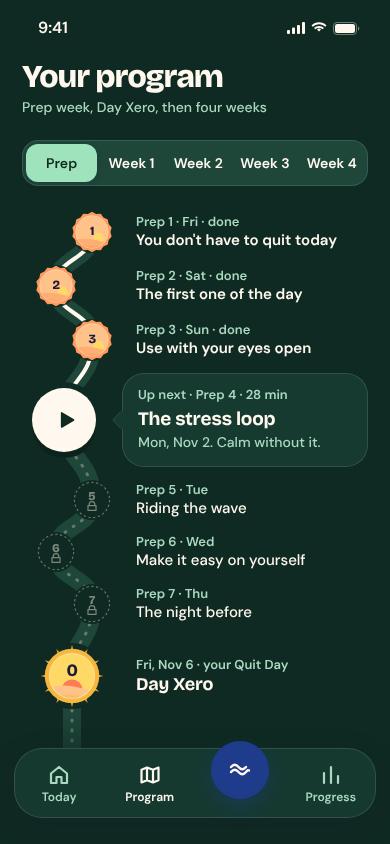 9:41
Your program
Prep week, Day Xero, then four weeks
Prep
Week 1
Week 2
Week 3
Week 4
1
Prep 1 · Fri · done
You don't have to quit today
2
Prep 2 · Sat · done
The first one of the day
3
Prep 3 · Sun · done
Use with your eyes open
Up next · Prep 4 · 28 min
The stress loop
Mon, Nov 2. Calm without it.
5
Prep 5 · Tue
Riding the wave
6
Prep 6 · Wed
Make it easy on yourself
7
Prep 7 · Thu
The night before
0
Fri, Nov 6 · your Quit Day
Day Xero
Today
Program
Progress